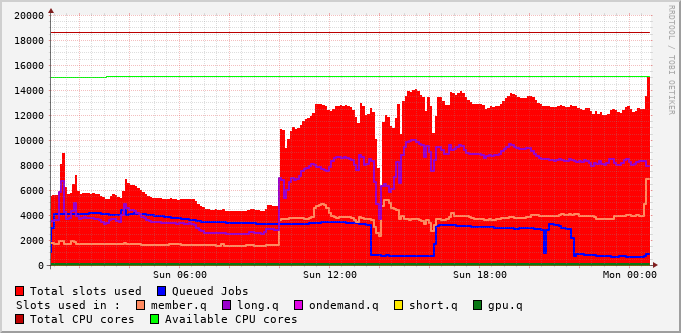 20000
18000
16000
14000
12000
10000
8000
6000
4000
2000
0
Sun 06:00 Sun 12:00 Sun 18:00 Mon 00:00
RRDTOOL / TOBI OETIKER
Total slots used Queued Jobs
Slots used in : member.q long.q ondemand.q short.q gpu.q
Total CPU cores Available CPU cores